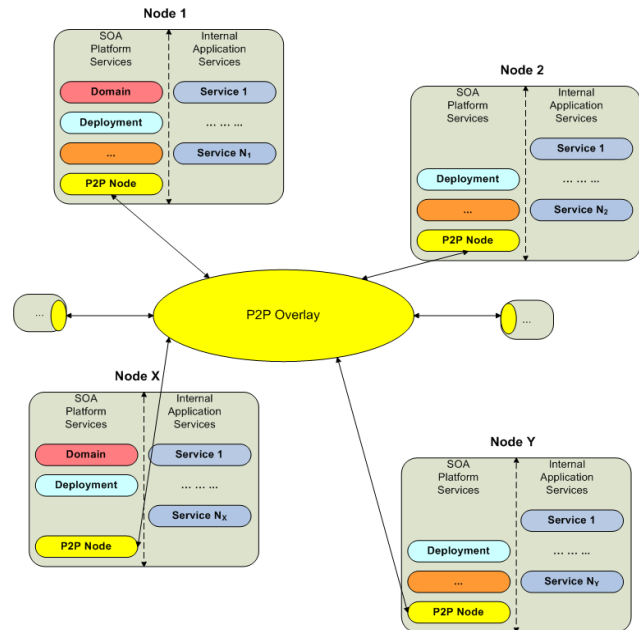 Node 1
SOA
Platform
Services
Internal
Application
Services
Domain
Service 1
Deployment
... ... ...
...
Service N1
P2P Node
Node 2
SOA
Platform
Services
Internal
Application
Services
Service 1
Deployment
... ... ...
...
Service N2
P2P Node
...
P2P Overlay
...
Node X
SOA
Platform
Services
Internal
Application
Services
Domain
Service 1
Deployment
... ... ...
Service NX
P2P Node
Node Y
SOA
Platform
Services
Internal
Application
Services
Service 1
Deployment
... ... ...
...
Service NY
P2P Node